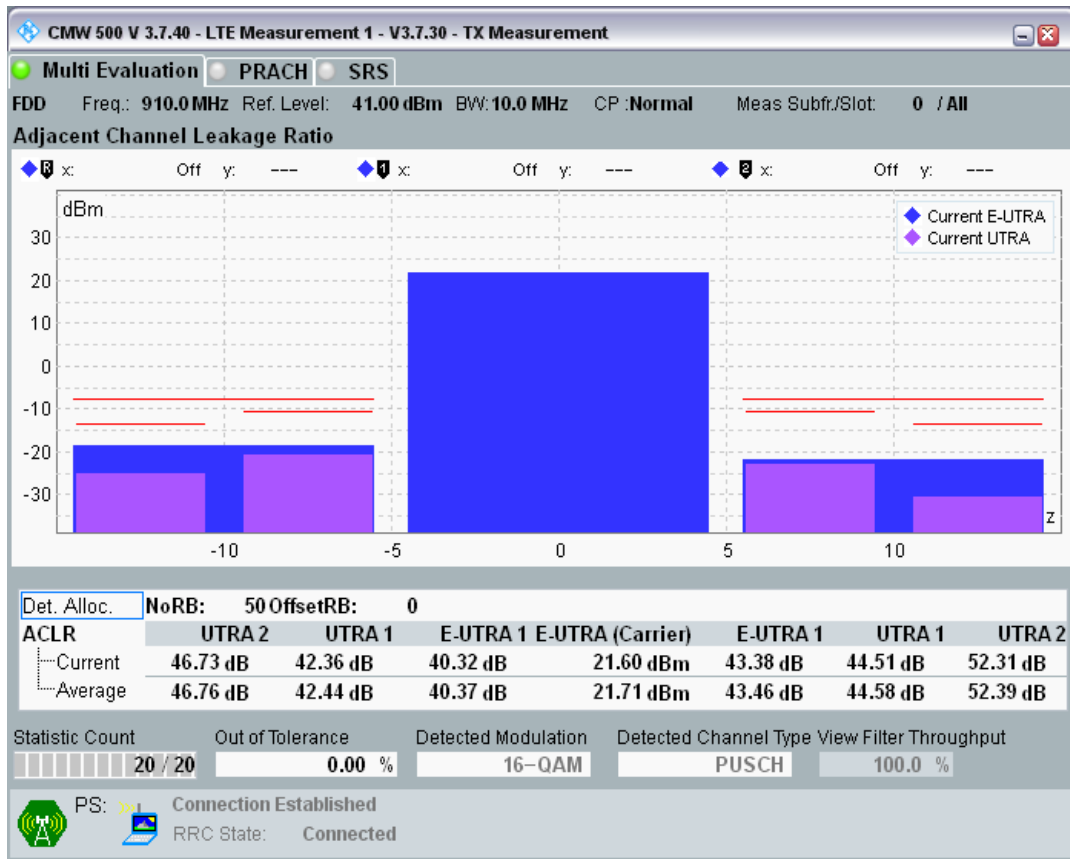 CMW 500 V 3.7.40 - LTE Measurement 1 - V3.7.30 - TX Measurement
Multi Evaluation PRACH SRS
FDD Freq.: 910.0 MHz Ref. Level: 41.00 dBm BW: 10.0 MHz CP :Normal Meas Subfr./Slot: 0 / All
Adjacent Channel Leakage Ratio
R x: Off y: --- 1 x: Off y: --- 2 x: Off y: ---
dBm
Current E-UTRA
Current UTRA
30
20
10
0
-10
-20
-30
z
-10 -5 0 5 10
Det. Alloc. NoRB: 50 OffsetRB: 0
ACLR UTRA 2 UTRA 1 E-UTRA 1 E-UTRA (Carrier) E-UTRA 1 UTRA 1 UTRA 2
Current 46.73 dB 42.36 dB 40.32 dB 21.60 dBm 43.38 dB 44.51 dB 52.31 dB
Average 46.76 dB 42.44 dB 40.37 dB 21.71 dBm 43.46 dB 44.58 dB 52.39 dB
Statistic Count Out of Tolerance Detected Modulation Detected Channel Type View Filter Throughput
20 / 20 0.00 % 16-QAM PUSCH 100.0 %
PS: Connection Established
RRC State: Connected